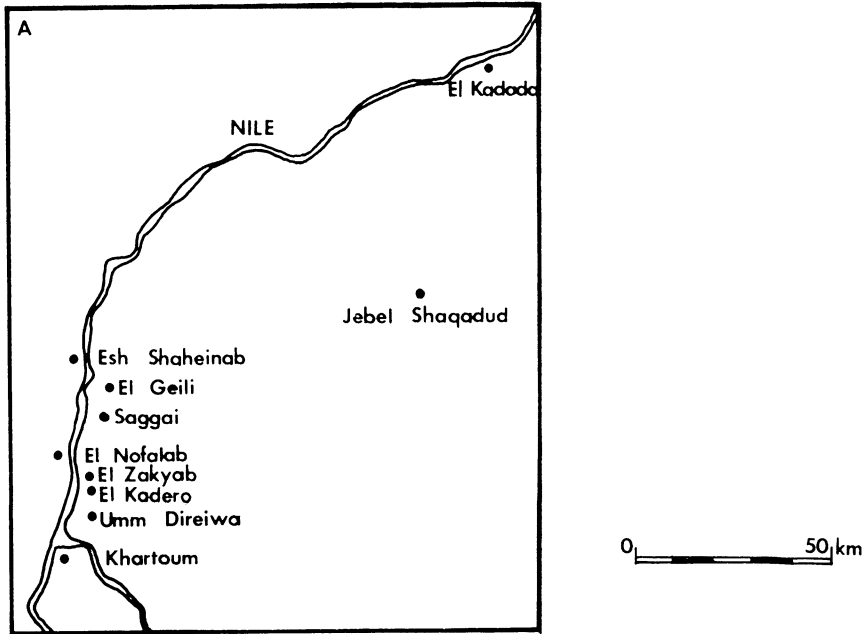 A
El Kadada
NILE
Jebel Shaqadud
Esh Shaheinab
El Geili
Saggai
El Nofalab
El Zakyab
El Kadero
Umm Direiwa
Khartoum
0 50 km